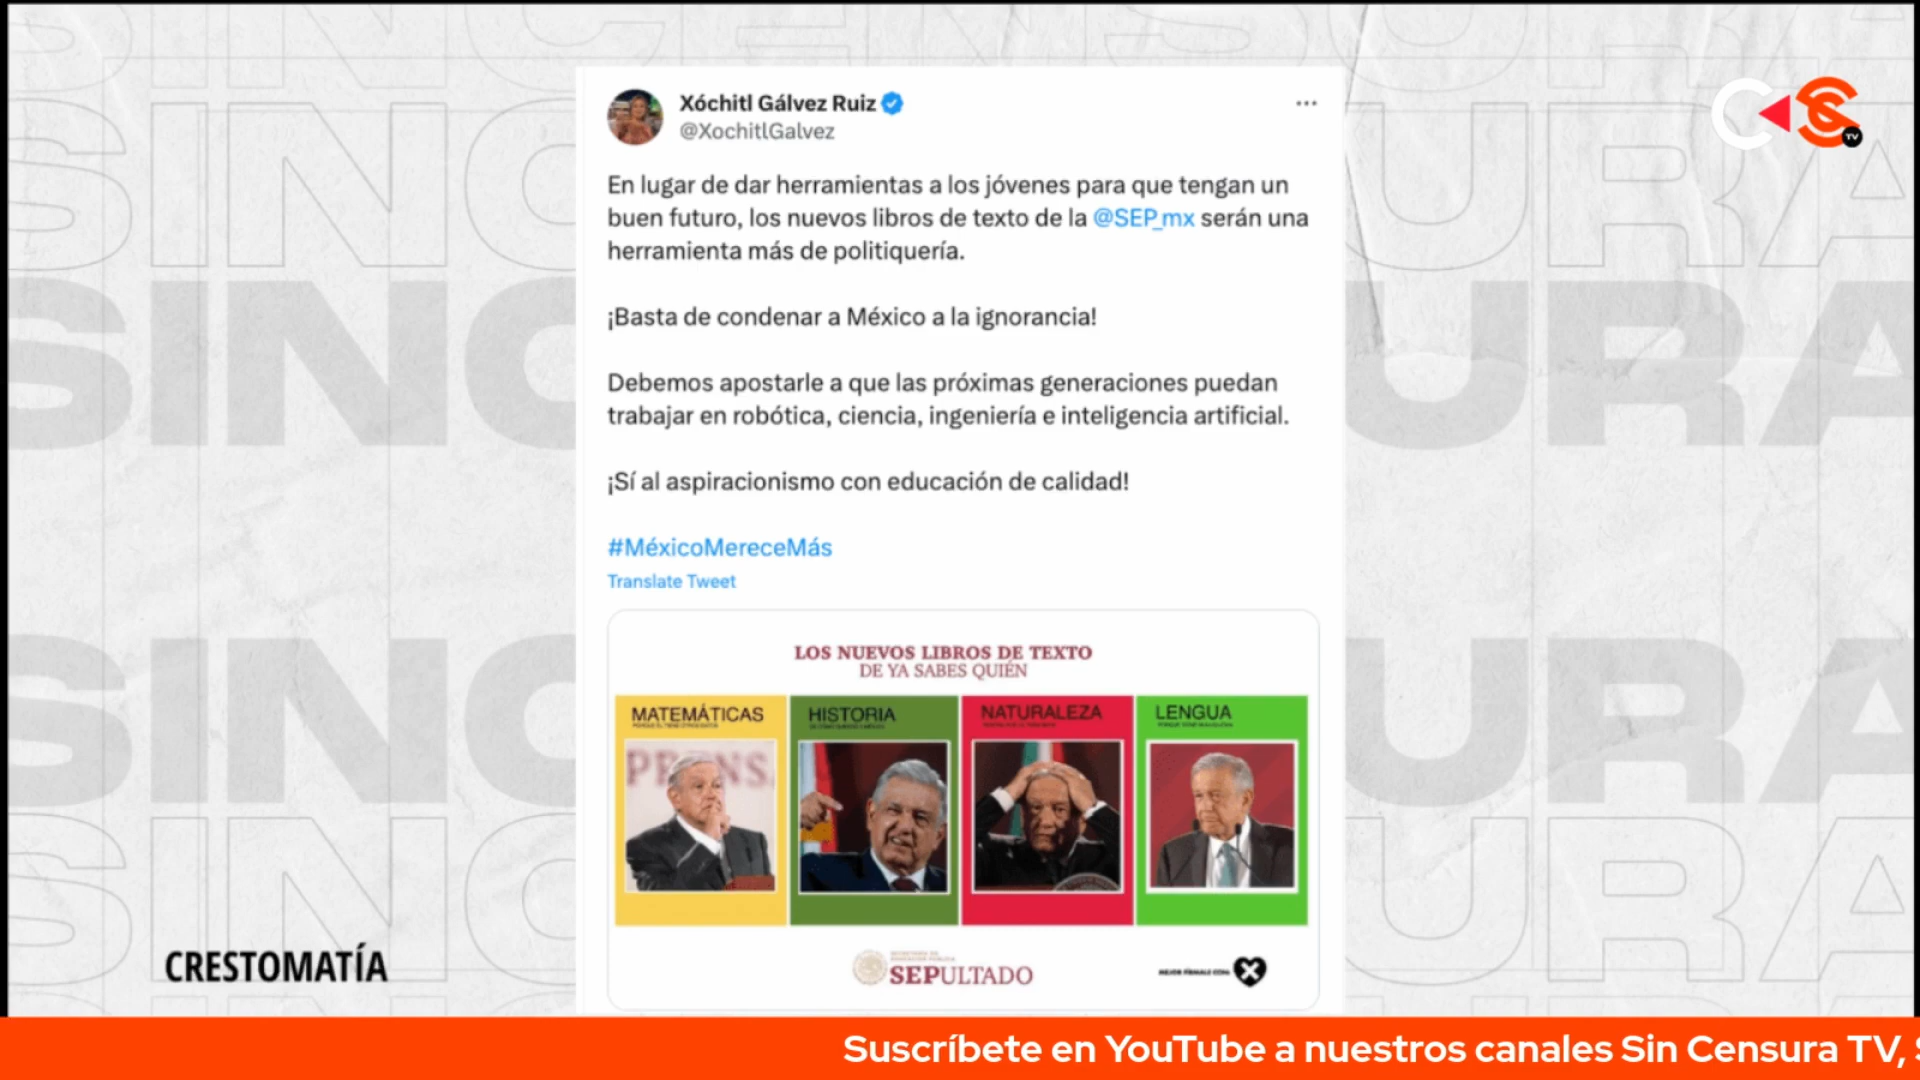 SINCENSURA
Xóchitl Gálvez Ruiz
@XochitlGalvez
En lugar de dar herramientas a los jóvenes para que tengan un
buen futuro, los nuevos libros de texto de la @SEP_mx serán una
herramienta más de politiquería.
¡Basta de condenar a México a la ignorancia!
Debemos apostarle a que las próximas generaciones puedan
trabajar en robótica, ciencia, ingeniería e inteligencia artificial.
¡Sí al aspiracionismo con educación de calidad!
#MéxicoMereceMás
Translate Tweet
LOS NUEVOS LIBROS DE TEXTO
DE YA SABES QUIÉN
MATEMÁTICAS
HISTORIA
NATURALEZA
LENGUA
PRENS
SEPULTADO
TV
CRESTOMATÍA
Suscríbete en YouTube a nuestros canales Sin Censura TV,